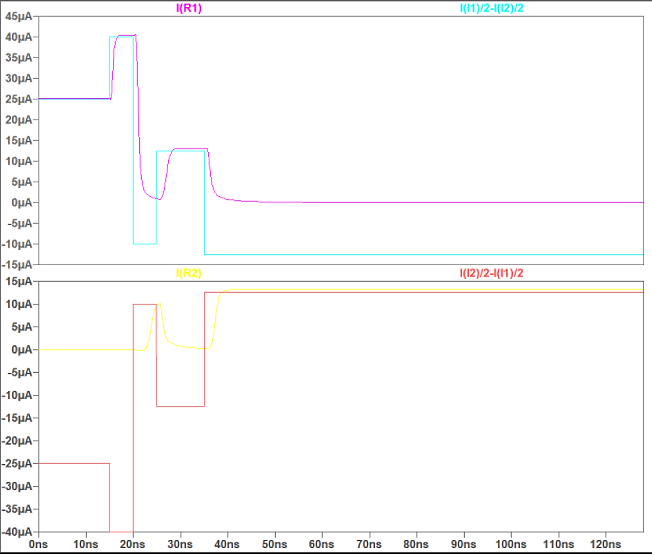 I(R1) I(I1)/2-I(I2)/2
45µA
40µA
35µA
30µA
25µA
20µA
15µA
10µA
5µA
0µA
-5µA
-10µA
-15µA
I(R2) I(I2)/2-I(I1)/2
15µA
10µA
5µA
0µA
-5µA
-10µA
-15µA
-20µA
-25µA
-30µA
-35µA
-40µA
0ns 10ns 20ns 30ns 40ns 50ns 60ns 70ns 80ns 90ns 100ns 110ns 120ns